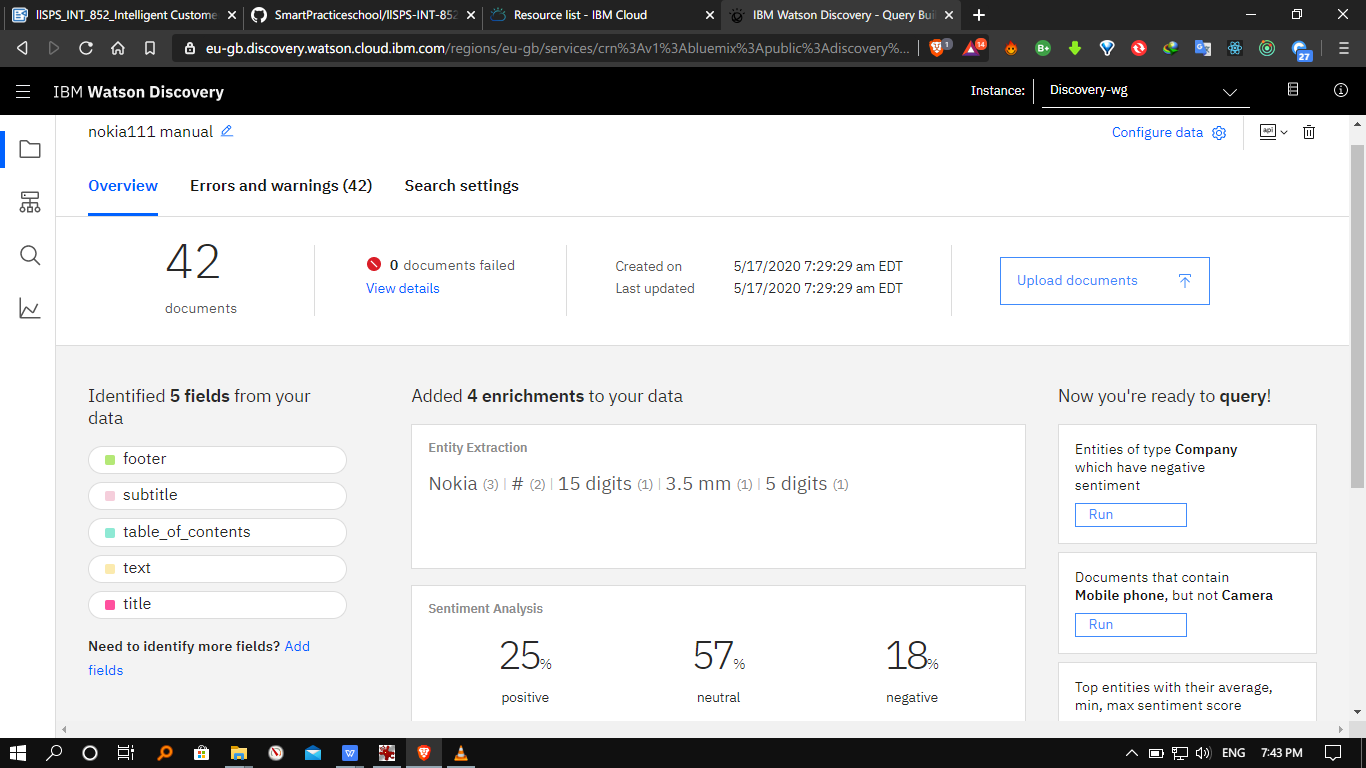 IISPS_INT_852_Intelligent Custome
SmartPracticeschool/IISPS-INT-852
Resource list - IBM Cloud
IBM Watson Discovery - Query Bui
eu-gb.discovery.watson.cloud.ibm.com/regions/eu-gb/services/crn%3Av1%3Abluemix%3Apublic%3Adiscovery%...
1
14
B+
27
IBM Watson Discovery
Instance:
Discovery-wg
nokia111 manual
Configure data
api
Overview
Errors and warnings (42)
Search settings
42
documents
0 documents failed
View details
Created on 5/17/2020 7:29:29 am EDT
Last updated 5/17/2020 7:29:29 am EDT
Upload documents
Identified 5 fields from your
data
footer
subtitle
table_of_contents
text
title
Need to identify more fields? Add
fields
Added 4 enrichments to your data
Entity Extraction
Nokia (3) | # (2) | 15 digits (1) | 3.5 mm (1) | 5 digits (1)
Sentiment Analysis
25% 57% 18%
positive neutral negative
Now you're ready to query!
Entities of type Company
which have negative
sentiment
Run
Documents that contain
Mobile phone, but not Camera
Run
Top entities with their average,
min, max sentiment score
W
ENG
7:43 PM